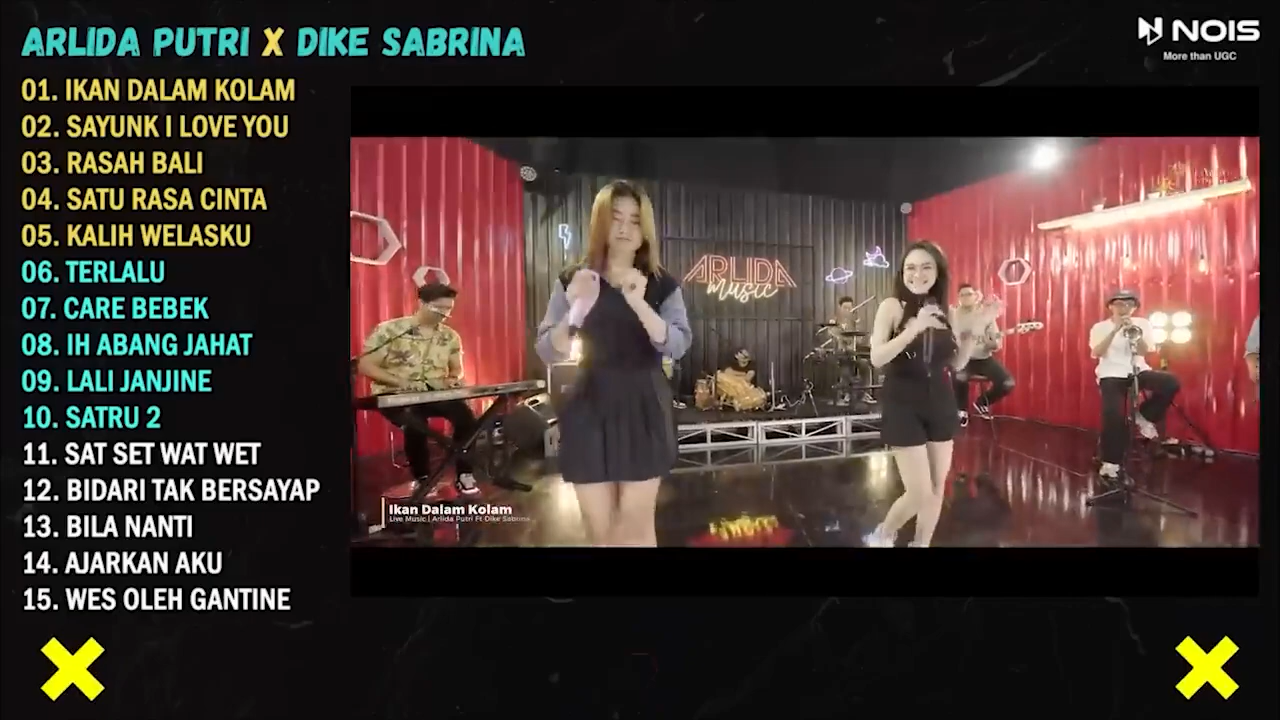 ARLIDA PUTRI X DIKE SABRINA
NOIS
More than UGC
01. IKAN DALAM KOLAM
02. SAYUNK I LOVE YOU
03. RASAH BALI
04. SATU RASA CINTA
05. KALIH WELASKU
06. TERLALU
07. CARE BEBEK
08. IH ABANG JAHAT
09. LALI JANJINE
10. SATRU 2
11. SAT SET WAT WET
12. BIDARI TAK BERSAYAP
13. BILA NANTI
14. AJARKAN AKU
15. WES OLEH GANTINE
ARLIDA
music
Ikan Dalam Kolam
Live Music | Arlida Putri Ft Dike Sabrina